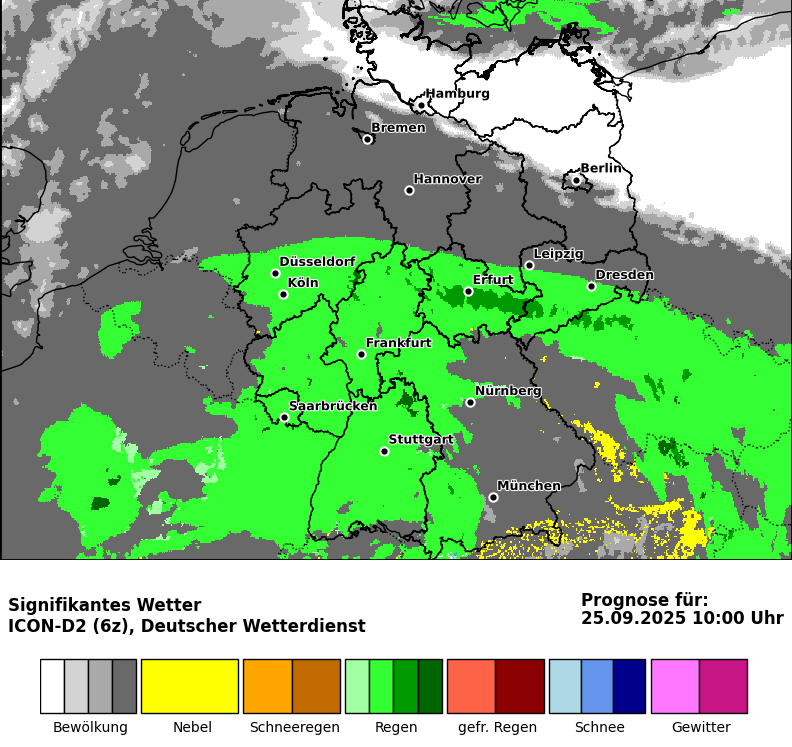 Hamburg
Bremen
Berlin
Hannover
Leipzig
Düsseldorf
Dresden
Köln
Erfurt
Frankfurt
Nürnberg
Saarbrücken
Stuttgart
München
Signifikantes Wetter
ICON-D2 (6z), Deutscher Wetterdienst
Prognose für:
25.09.2025 10:00 Uhr
Bewölkung
Nebel
Schneeregen
Regen
gefr. Regen
Schnee
Gewitter